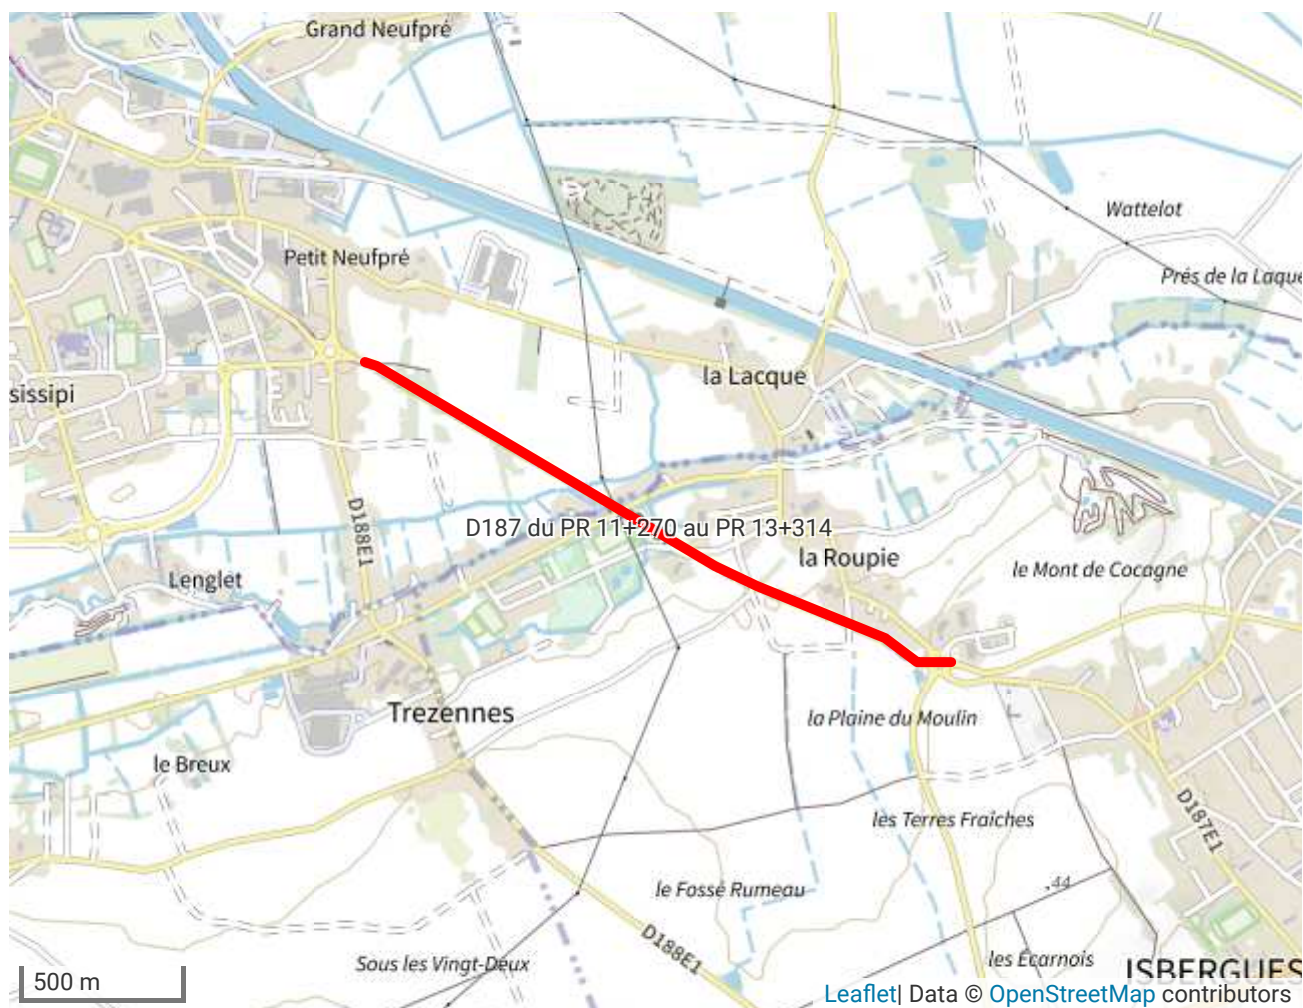 Grand Neufpré
Wattelot
Petit Neufpré
Prés de la Laque
la Lacque
sissipi
D188E1
D187 du PR 11+270 au PR 13+314
la Roupie
le Mont de Cocagne
Lenglet
Trezennes
la Plaine du Moulin
le Breux
D187E1
les Terres Fraiches
le Fossé Rumeau
44
D188E1
Sous les Vingt-Deux
les Écarnois
ISBERGUES
500 m
Leaflet| Data © OpenStreetMap contributors